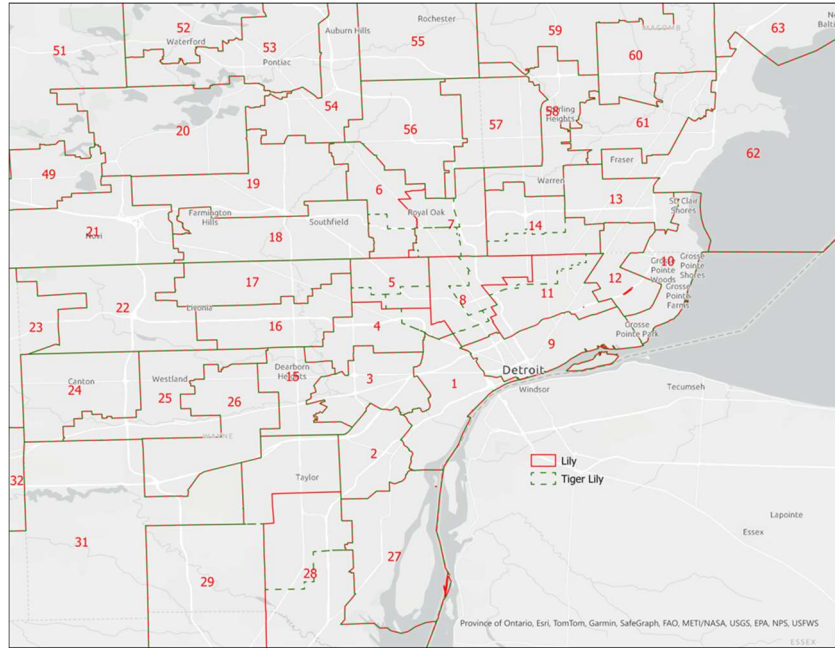 52
51
Waterford
53
Pontiac
Auburn Hills
Rochester
55
59
MACOMB
60
63
54
20
56
57
58
Sterling
Heights
61
Fraser
62
49
19
6
Warren
13
St. Clair
Shores
Farmington
Hills
Southfield
Royal Oak
7
14
21
Novi
18
10
Grosse
Pointe
Woods
Grosse
Pointe
Shores
Grosse
Pointe
Farms
17
5
12
22
Livonia
8
11
23
16
4
Grosse
Pointe Park
9
Canton
24
Westland
25
26
Dearborn
Heights
15
3
1
Detroit
Windsor
Tecumseh
WAYNE
2
32
Taylor
Lily
Tiger Lily
Lapointe
Essex
31
29
28
27
Province of Ontario, Esri, TomTom, Garmin, SafeGraph, FAO, METI/NASA, USGS, EPA, NPS, USFWS
ESSEX